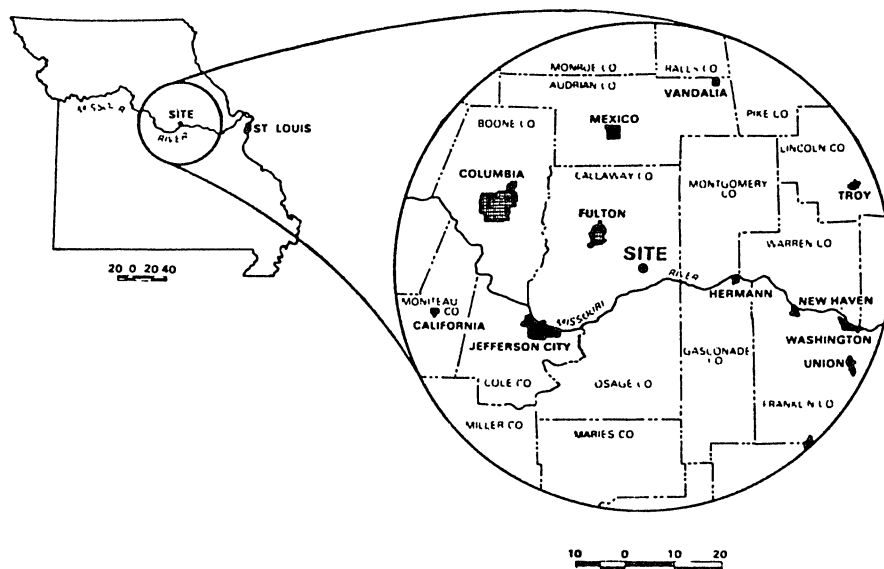 MISSOURI
RIVER
SITE
ST LOUIS
20 0 20 40
MONROE CO
RALLS CO
AUDRIAN CO
VANDALIA
PIKE CO
MEXICO
BOONE CO
LINCOLN CO
COLUMBIA
CALLAWAY CO
MONTGOMERY
CO
TROY
FULTON
WARREN CO
SITE
RIVER
HERMANN
NEW HAVEN
MONITEAU
CO
CALIFORNIA
MISSOURI
JEFFERSON CITY
WASHINGTON
GASCONADE
CO
UNION
COLE CO
OSAGE CO
FRANKLIN CO
MILLER CO
MARIES CO
10 0 10 20